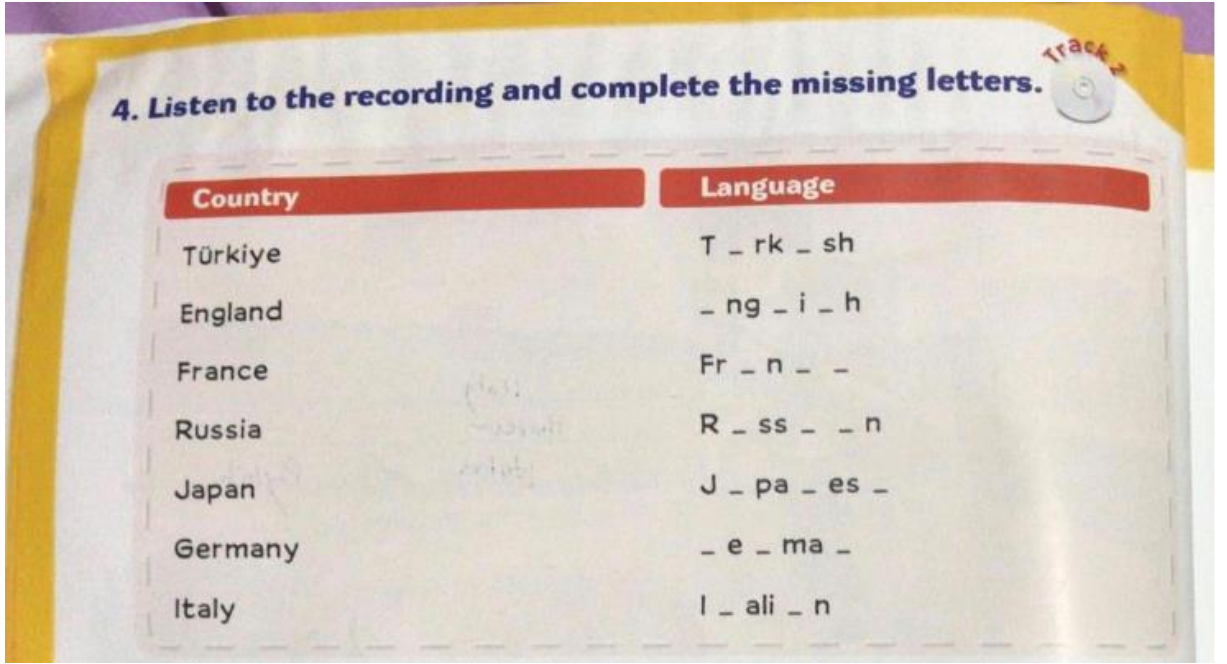 Track 2
4. Listen to the recording and complete the missing letters.
Country Language
Türkiye T _ rk _ sh
England _ ng _ i _ h
France Fr _ n _ _
Russia R _ ss _ _ n
Japan J _ pa _ es _
Germany _ e _ ma _
Italy I _ ali _ n